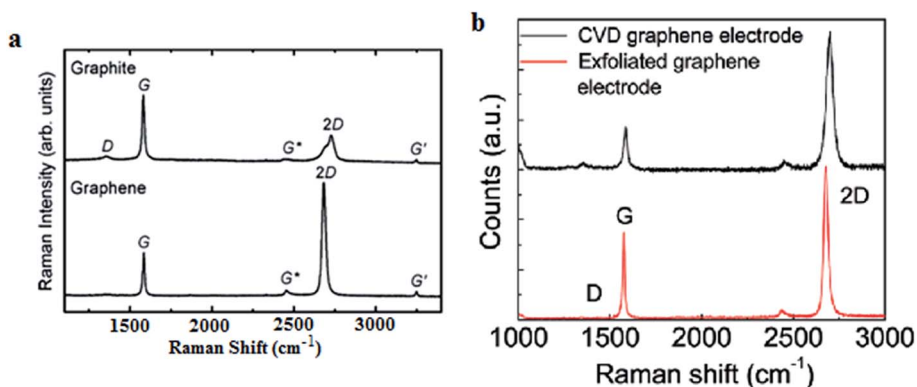 a
Raman Intensity (arb. units)
Graphite
G
D
G*
2D
G'
Graphene
G
G*
2D
G'
1500 2000 2500 3000
Raman Shift (cm-1)
b
Counts (a.u.)
CVD graphene electrode
Exfoliated graphene
electrode
D
G
2D
1000 1500 2000 2500 3000
Raman shift (cm⁻¹)